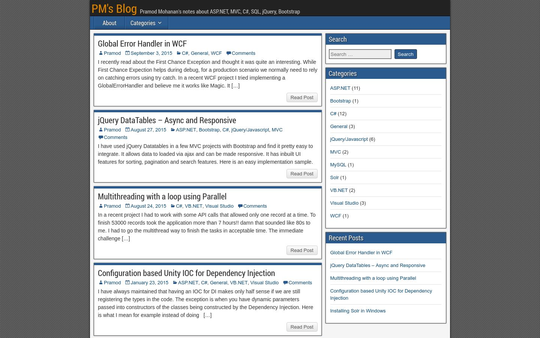 PM's Blog Pramod Mohanan's notes about ASP.NET, MVC, C#, SQL, jQuery, Bootstrap
About Categories
Global Error Handler in WCF
Pramod September 3, 2015 C#, General, WCF Comments
I recently read about the First Chance Exception and thought it was quite an interesting. While
First Chance Expection helps during debug, for a production scenario we normally need to rely
on catching errors using try catch. In a recent WCF project I tried implementing a
GlobalErrorHandler and believe me it works like Magic. It […]
Read Post
jQuery DataTables – Async and Responsive
Pramod August 27, 2015 ASP.NET, Bootstrap, C#, jQuery/Javascript, MVC
Comments
I have used jQuery Datatables in a few MVC projects with Bootstrap and find it pretty easy to
integrate. It allows data to loaded via ajax and can be made responsive. It has inbuilt UI
features for sorting, pagination and search features. Here is an easy implementation sample.
Read Post
Multithreading with a loop using Parallel
Pramod August 24, 2015 C#, VB.NET, Visual Studio Comments
In a recent project I had to work with some API calls that allowed only one record at a time. To
finish 53000 records took the application more than 7 hours!! damn that sounded like 80s to
me. I had to go the multithread way to finish the tasks in acceptable time. The immediate
challenge […]
Read Post
Configuration based Unity IOC for Dependency Injection
Pramod January 23, 2015 ASP.NET, C#, General, VB.NET, Visual Studio Comments
I have always maintained that having an IOC for DI makes only half sense if we are still
registering the types in the code. The exception is when you have dynamic parameters
passed into constructors of the classes being constructed by the Dependency Injection. Here
is what I mean for example instead of doing […]
Read Post
Search
Search … Search
Categories
ASP.NET (11)
Bootstrap (1)
C# (12)
General (3)
jQuery/Javascript (6)
MVC (2)
MySQL (1)
Solr (1)
VB.NET (2)
Visual Studio (3)
WCF (1)
Recent Posts
Global Error Handler in WCF
jQuery DataTables – Async and Responsive
Multithreading with a loop using Parallel
Configuration based Unity IOC for Dependency
Injection
Installing Solr in Windows